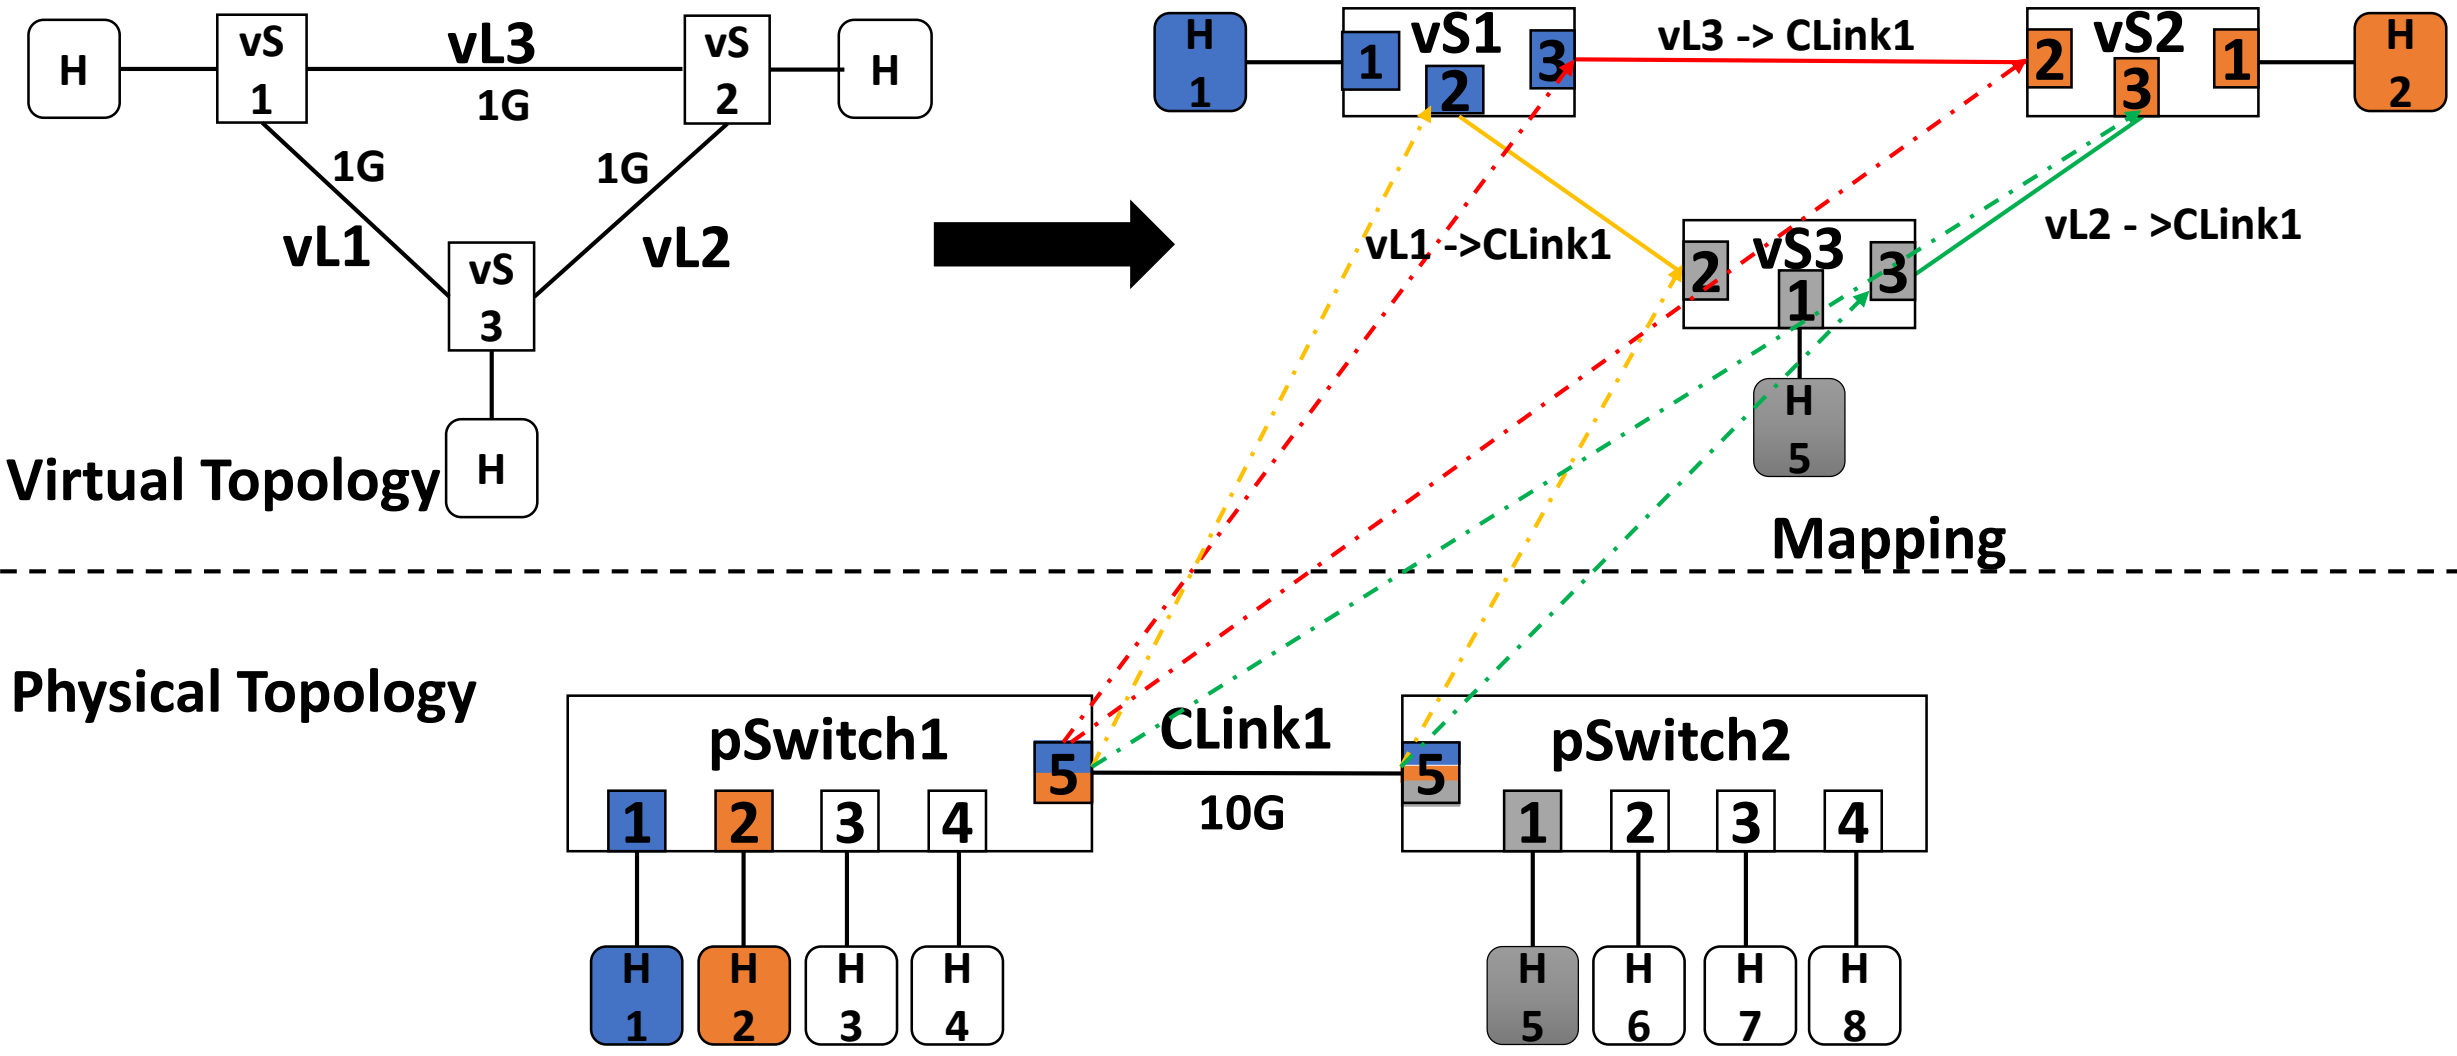 H
vS
1
vL3
1G
vS
2
H
1G
vL1
1G
vL2
vS
3
H
Virtual Topology
H
1
1
vS1
2
3
vL3 -> CLink1
2
vS2
3
1
H
2
vL1 ->CLink1
2
vS3
1
3
vL2 - >CLink1
H
5
Mapping
Physical Topology
pSwitch1
5
1
2
3
4
CLink1
10G
pSwitch2
5
1
2
3
4
H
1
H
2
H
3
H
4
H
5
H
6
H
7
H
8